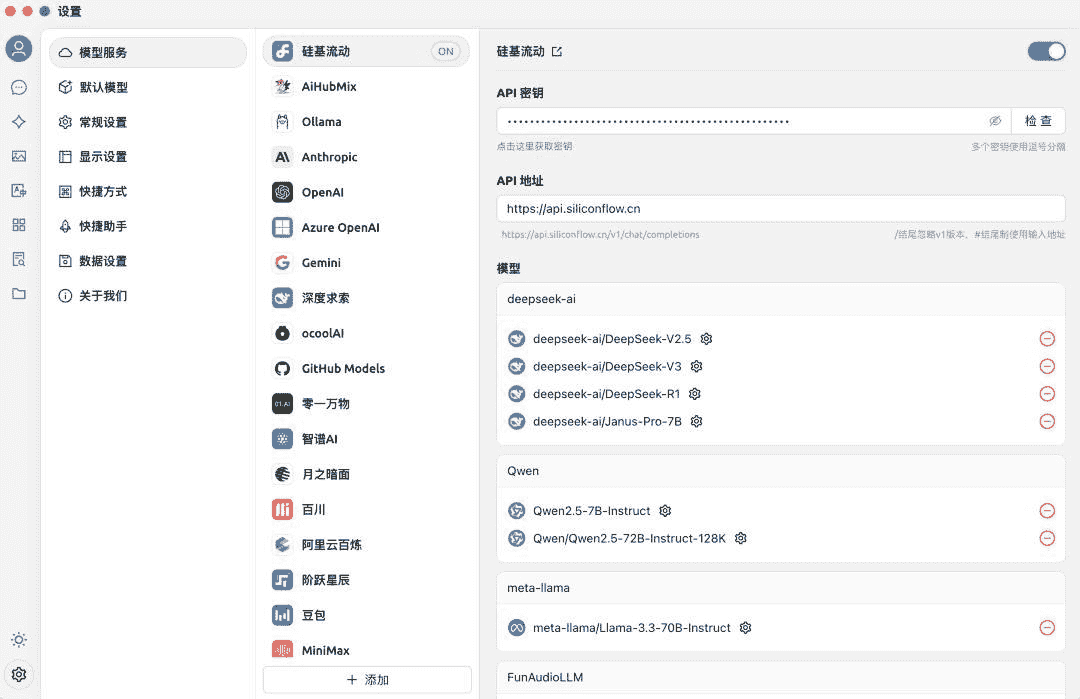 设置
模型服务
默认模型
常规设置
显示设置
快捷方式
快捷助手
数据设置
关于我们
硅基流动 ON
AiHubMix
Ollama
Anthropic
OpenAI
Azure OpenAI
Gemini
深度求索
ocoolAI
GitHub Models
01.AI 零一万物
智谱AI
月之暗面
百川
阿里云百炼
阶跃星辰
豆包
MiniMax
+ 添加
硅基流动
API 密钥
••••••••••••••••••••••••••••••••••••••••••••••••••• 检 查
点击这里获取密钥 多个密钥使用逗号分隔
API 地址
https://api.siliconflow.cn
https://api.siliconflow.cn/v1/chat/completions /结尾忽略v1版本，#结尾制使用输入地址
模型
deepseek-ai
deepseek-ai/DeepSeek-V2.5
deepseek-ai/DeepSeek-V3
deepseek-ai/DeepSeek-R1
deepseek-ai/Janus-Pro-7B
Qwen
Qwen2.5-7B-Instruct
Qwen/Qwen2.5-72B-Instruct-128K
meta-llama
meta-llama/Llama-3.3-70B-Instruct
FunAudioLLM